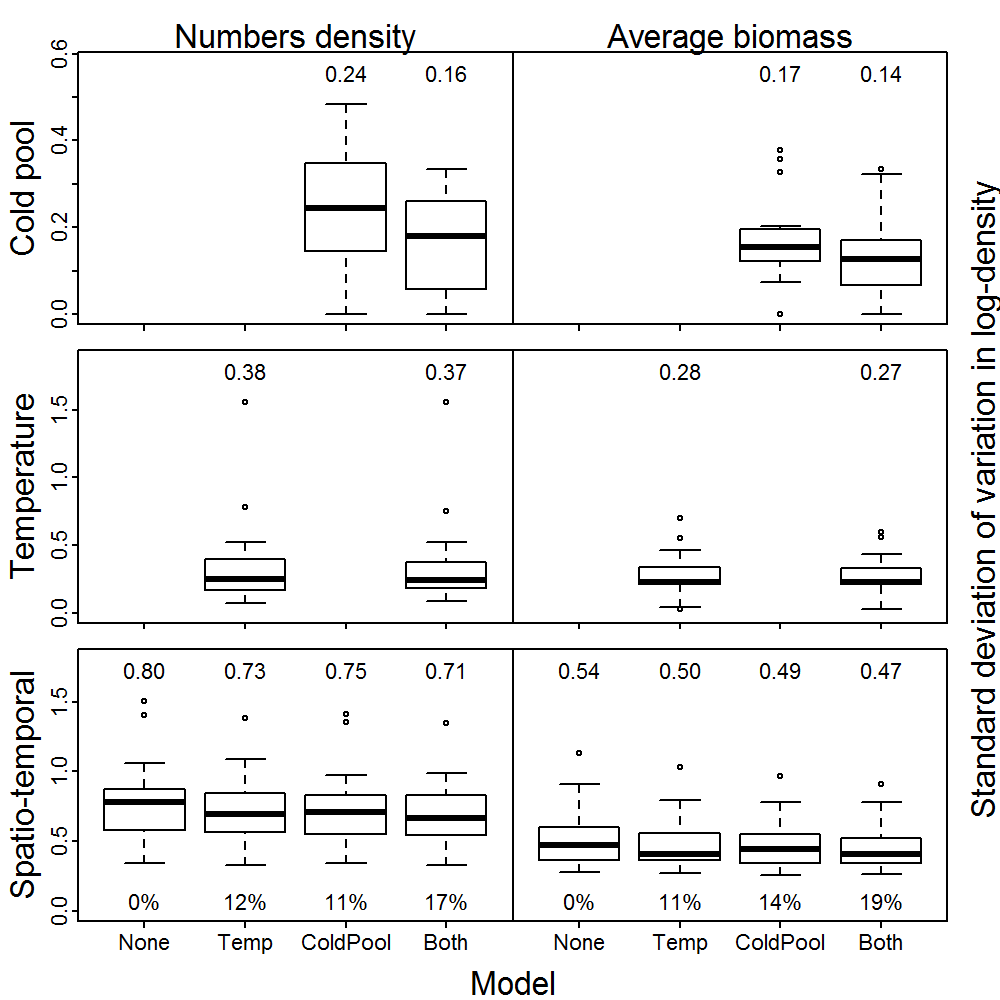 Numbers density Average biomass
Cold pool
0.0 0.2 0.4 0.6
0.24 0.16 0.17 0.14
Temperature
0.0 0.5 1.0 1.5
0.38 0.37 0.28 0.27
Spatio-temporal
0.0 0.5 1.0 1.5
0.80 0.73 0.75 0.71 0.54 0.50 0.49 0.47
0% 12% 11% 17% 0% 11% 14% 19%
None Temp ColdPool Both None Temp ColdPool Both
Model
Standard deviation of variation in log-density